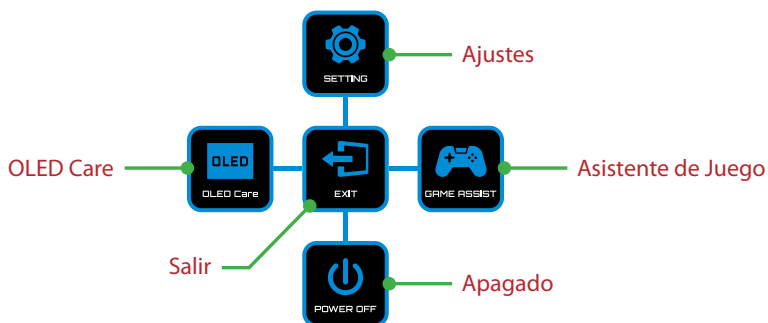 SETTING
Ajustes
OLED Care
OLED
OLED Care
EXIT
GAME ASSIST
Asistente de Juego
Salir
POWER OFF
Apagado